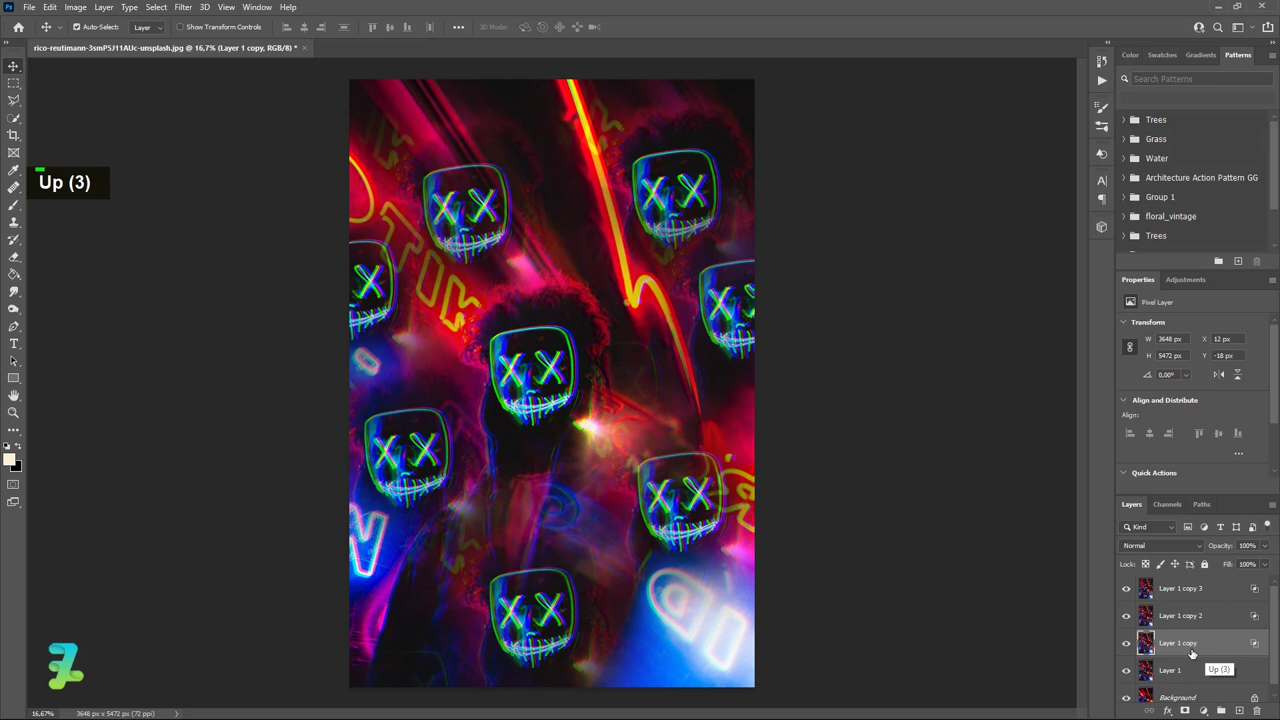 Ps File Edit Image Layer Type Select Filter 3D View Window Help
Auto-Select: Layer Show Transform Controls 3D Mode:
rico-reutimann-3smP5J11AUc-unsplash.jpg @ 16,7% (Layer 1 copy, RGB/8) *
Up (3)
Color Swatches Gradients Patterns
Search Patterns
Trees
Grass
Water
Architecture Action Pattern GG
Group 1
floral_vintage
Trees
Properties Adjustments
Pixel Layer
Transform
W 3648 px X 12 px
H 5472 px Y -18 px
0,00°
Align and Distribute
Align:
Quick Actions
Layers Channels Paths
Kind
Normal Opacity: 100%
Lock: Fill: 100%
Layer 1 copy 3
Layer 1 copy 2
Layer 1 copy
Layer 1
Up (3)
Background
16,67% 3648 px x 5472 px (72 ppi)